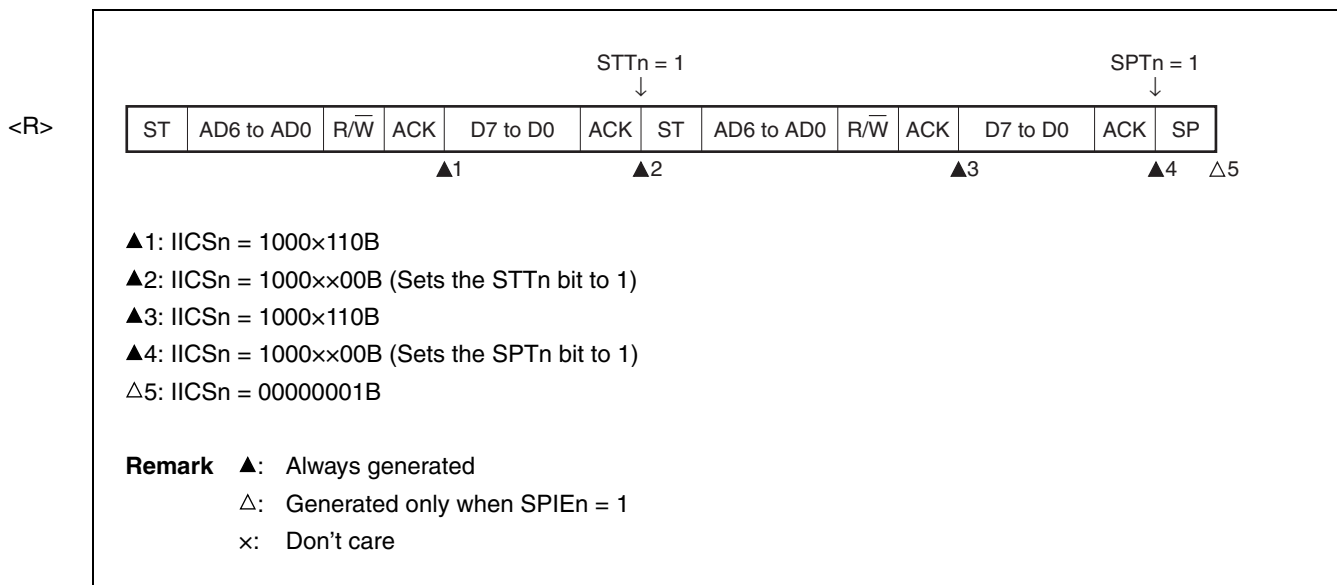 STTn = 1 SPTn = 1
↓ ↓
<R>
ST AD6 to AD0 R/W̅ ACK D7 to D0 ACK ST AD6 to AD0 R/W̅ ACK D7 to D0 ACK SP
▲1 ▲2 ▲3 ▲4 △5
▲1: IICSn = 1000×110B
▲2: IICSn = 1000××00B (Sets the STTn bit to 1)
▲3: IICSn = 1000×110B
▲4: IICSn = 1000××00B (Sets the SPTn bit to 1)
△5: IICSn = 00000001B
Remark ▲: Always generated
△: Generated only when SPIEn = 1
×: Don't care